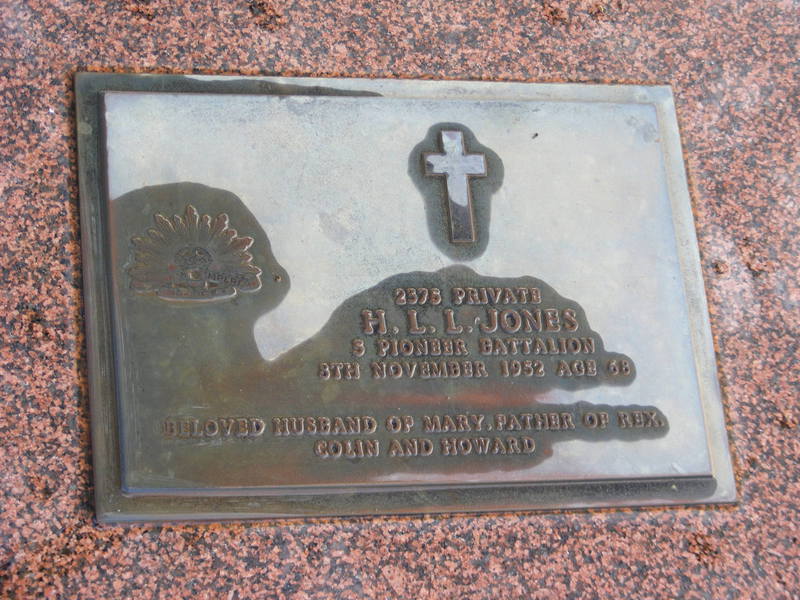 2375 PRIVATE
H. L. L. JONES
5 PIONEER BATTALION
8TH NOVEMBER 1952 AGE 68
BELOVED HUSBAND OF MARY, FATHER OF REX,
COLIN AND HOWARD